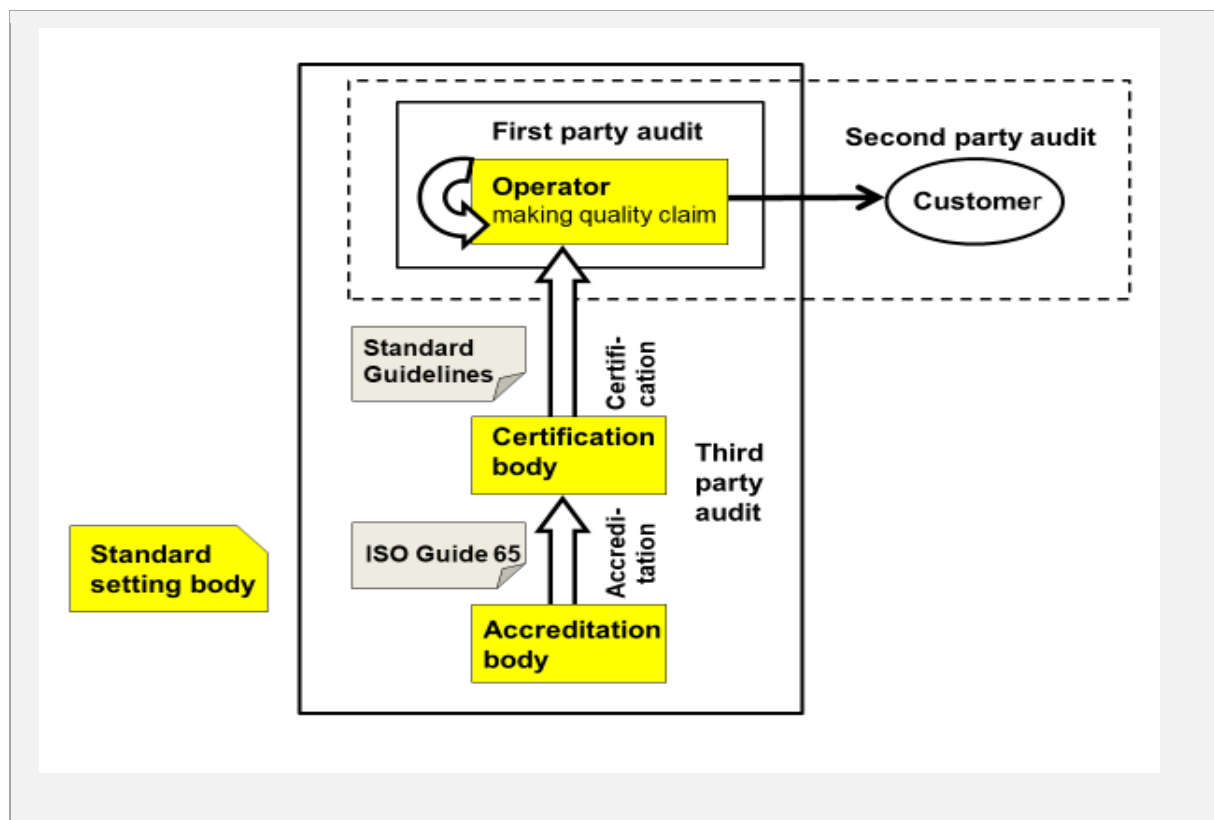 First party audit
Second party audit
Operator
making quality claim
Customer
Standard
Guidelines
Certifi-
cation
Certification
body
Third
party
audit
Standard
setting body
ISO Guide 65
Accredi-
tation
Accreditation
body